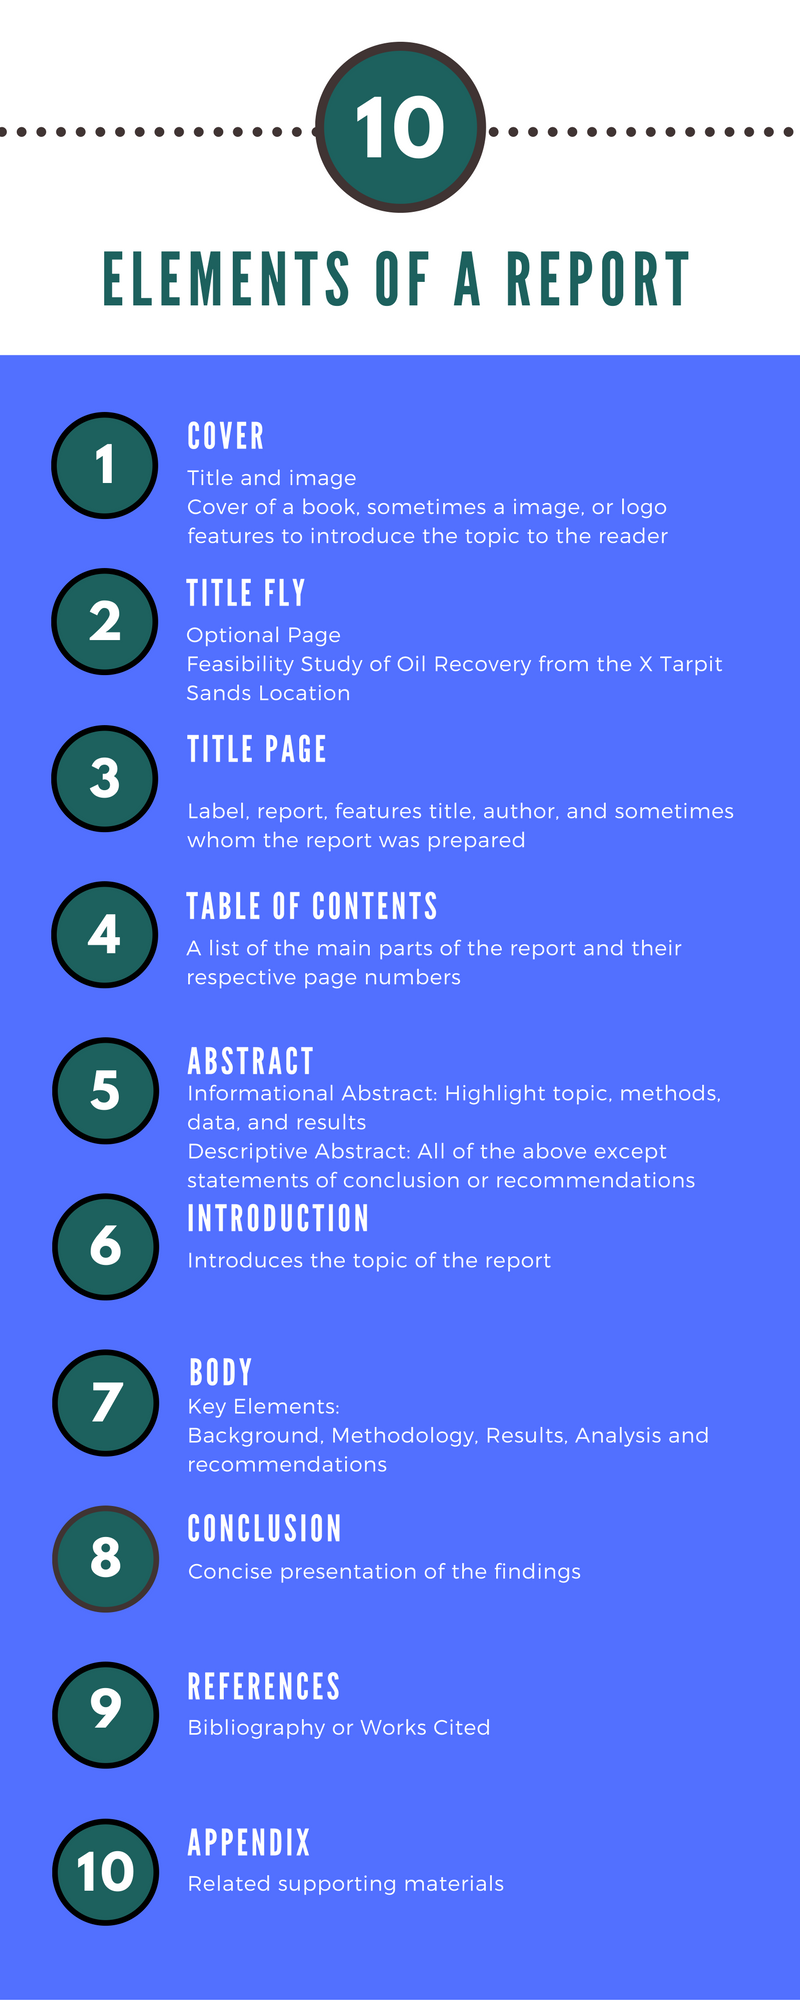 10
ELEMENTS OF A REPORT
1
COVER
Title and image
Cover of a book, sometimes a image, or logo
features to introduce the topic to the reader
2
TITLE FLY
Optional Page
Feasibility Study of Oil Recovery from the X Tarpit
Sands Location
3
TITLE PAGE
Label, report, features title, author, and sometimes
whom the report was prepared
4
TABLE OF CONTENTS
A list of the main parts of the report and their
respective page numbers
5
ABSTRACT
Informational Abstract: Highlight topic, methods,
data, and results
Descriptive Abstract: All of the above except
statements of conclusion or recommendations
6
INTRODUCTION
Introduces the topic of the report
7
BODY
Key Elements:
Background, Methodology, Results, Analysis and
recommendations
8
CONCLUSION
Concise presentation of the findings
9
REFERENCES
Bibliography or Works Cited
10
APPENDIX
Related supporting materials